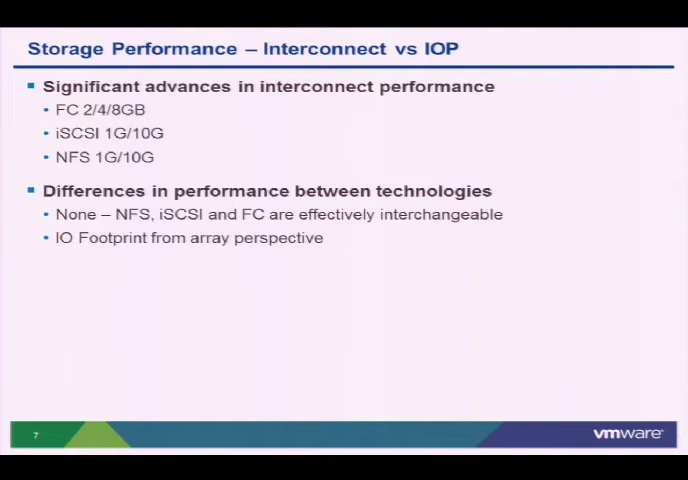 Storage Performance – Interconnect vs IOP
Significant advances in interconnect performance
FC 2/4/8GB
iSCSI 1G/10G
NFS 1G/10G
Differences in performance between technologies
None – NFS, iSCSI and FC are effectively interchangeable
IO Footprint from array perspective
7
vmware